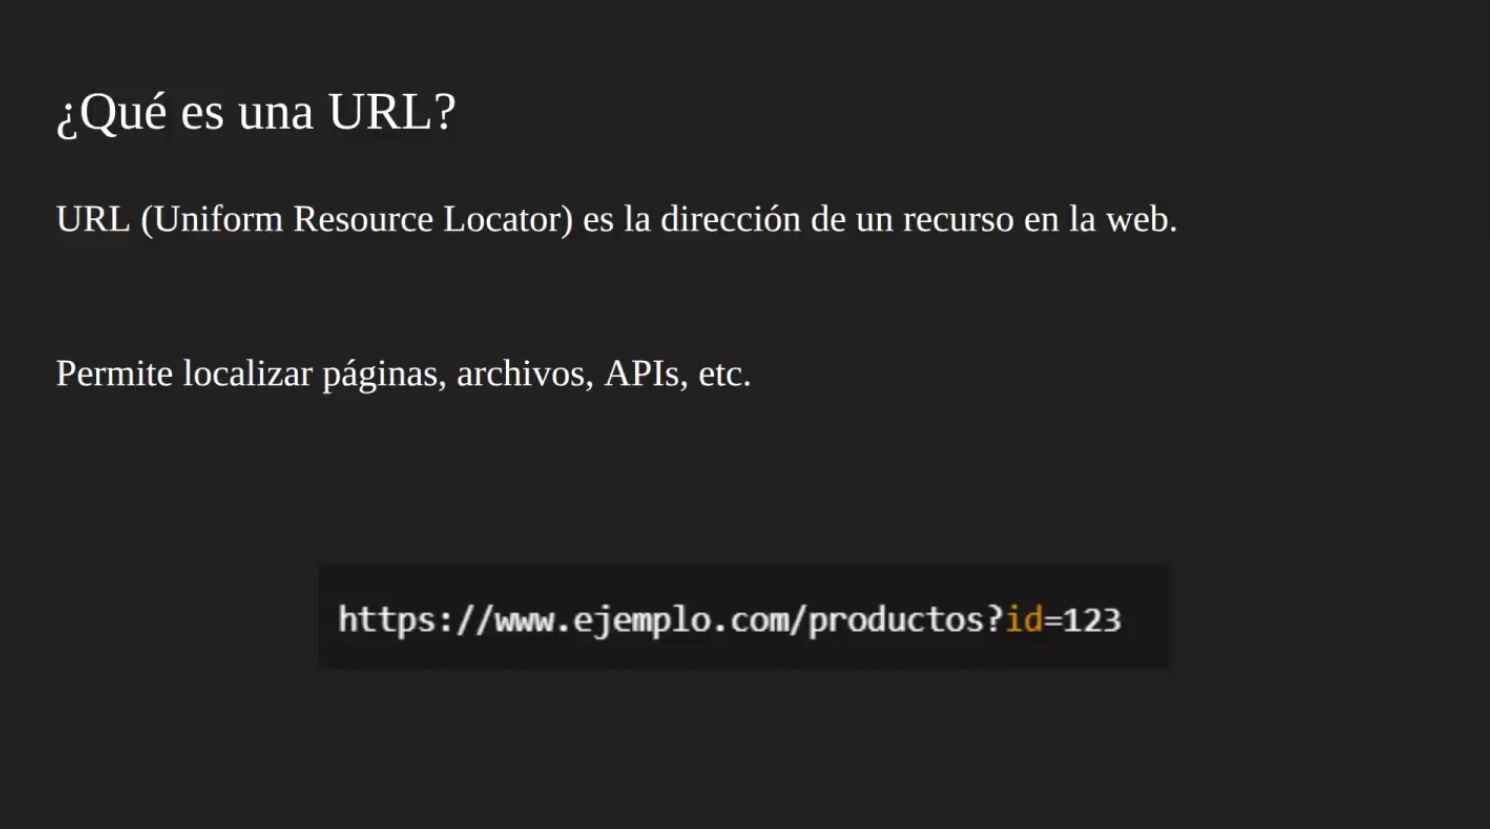 ¿Qué es una URL?
URL (Uniform Resource Locator) es la dirección de un recurso en la web.
Permite localizar páginas, archivos, APIs, etc.
https://www.ejemplo.com/productos?id=123